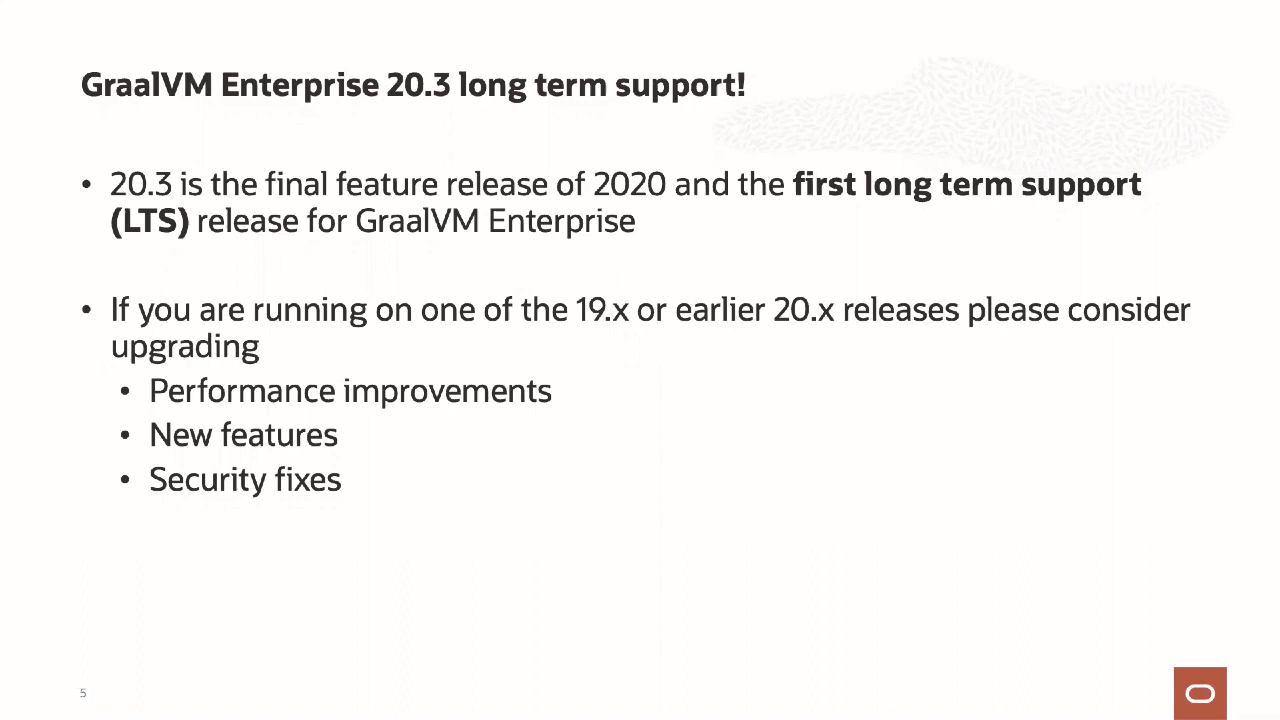 GraalVM Enterprise 20.3 long term support!
• 20.3 is the final feature release of 2020 and the first long term support
(LTS) release for GraalVM Enterprise
• If you are running on one of the 19.x or earlier 20.x releases please consider
upgrading
• Performance improvements
• New features
• Security fixes
5